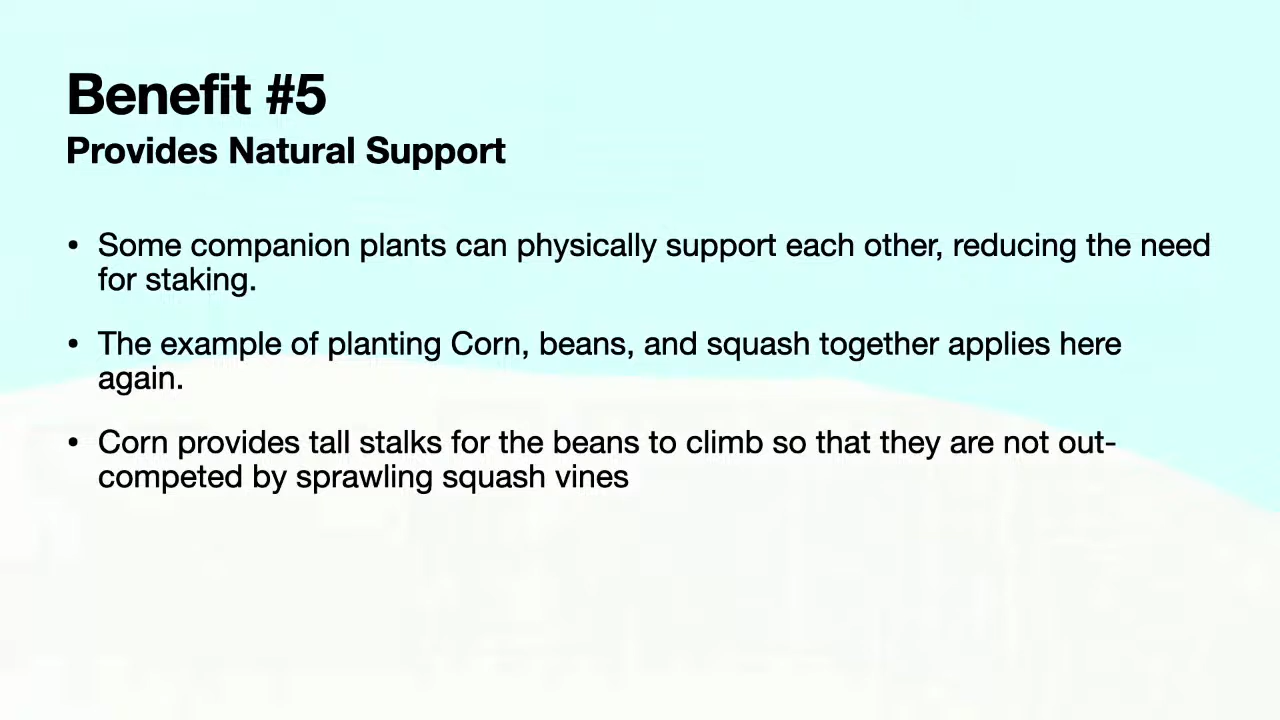 Benefit #5
Provides Natural Support
• Some companion plants can physically support each other, reducing the need
for staking.
• The example of planting Corn, beans, and squash together applies here
again.
• Corn provides tall stalks for the beans to climb so that they are not out-
competed by sprawling squash vines